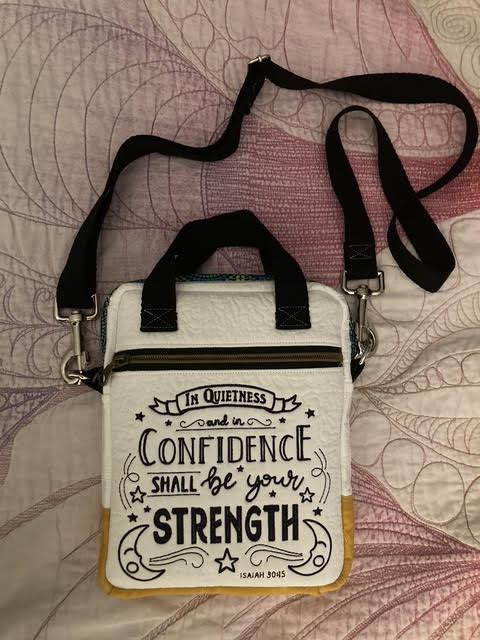 In Quietness
and in
Confidence
shall be your
Strength
Isaiah 30:15